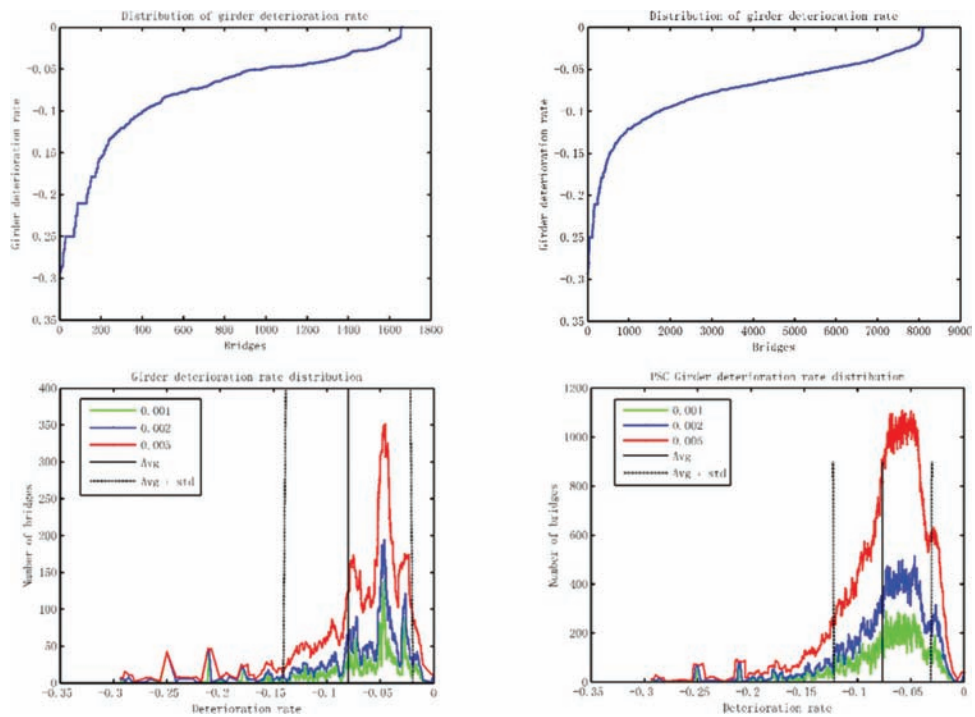 Distribution of girder deterioration rate
0
-0.05
-0.1
-0.15
-0.2
0.25
-0.3
0.35
Girder deterioration rate
0 200 400 600 800 1000 1200 1400 1600 1800
Bridges
Distribution of girder deterioration rate
0
-0.05
-0.1
-0.15
-0.2
0.25
-0.3
0.35
Girder deterioration rate
0 1000 2000 3000 4000 5000 6000 7000 8000 9000
Bridges
Girder deterioration rate distribution
400
350
300
250
200
150
100
50
0
Number of bridges
0.001
0.002
0.005
Avg
Avg + std
-0.35 -0.3 -0.25 -0.2 -0.15 -0.1 -0.05 0
Deterioration rate
PSC Girder deterioration rate distribution
1200
1000
800
600
400
200
0
Number of bridges
0.001
0.002
0.005
Avg
Avg + std
-0.35 -0.3 -0.25 -0.2 -0.15 -0.1 -0.05 0
Deterioration rate